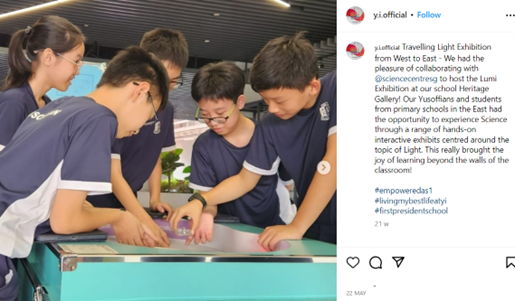 y.i.official • Follow
y.i.official Travelling Light Exhibition
from West to East - We had the
pleasure of collaborating with
@sciencecentresg to host the Lumi
Exhibition at our school Heritage
Gallery! Our Yusoffians and students
from primary schools in the East had
the opportunity to experience Science
through a range of hands-on
interactive exhibits centred around the
topic of Light. This really brought the
joy of learning beyond the walls of the
classroom!
#empoweredas1
#livingmybestlifeatyi
#firstpresidentschool
21 w
22 MAY